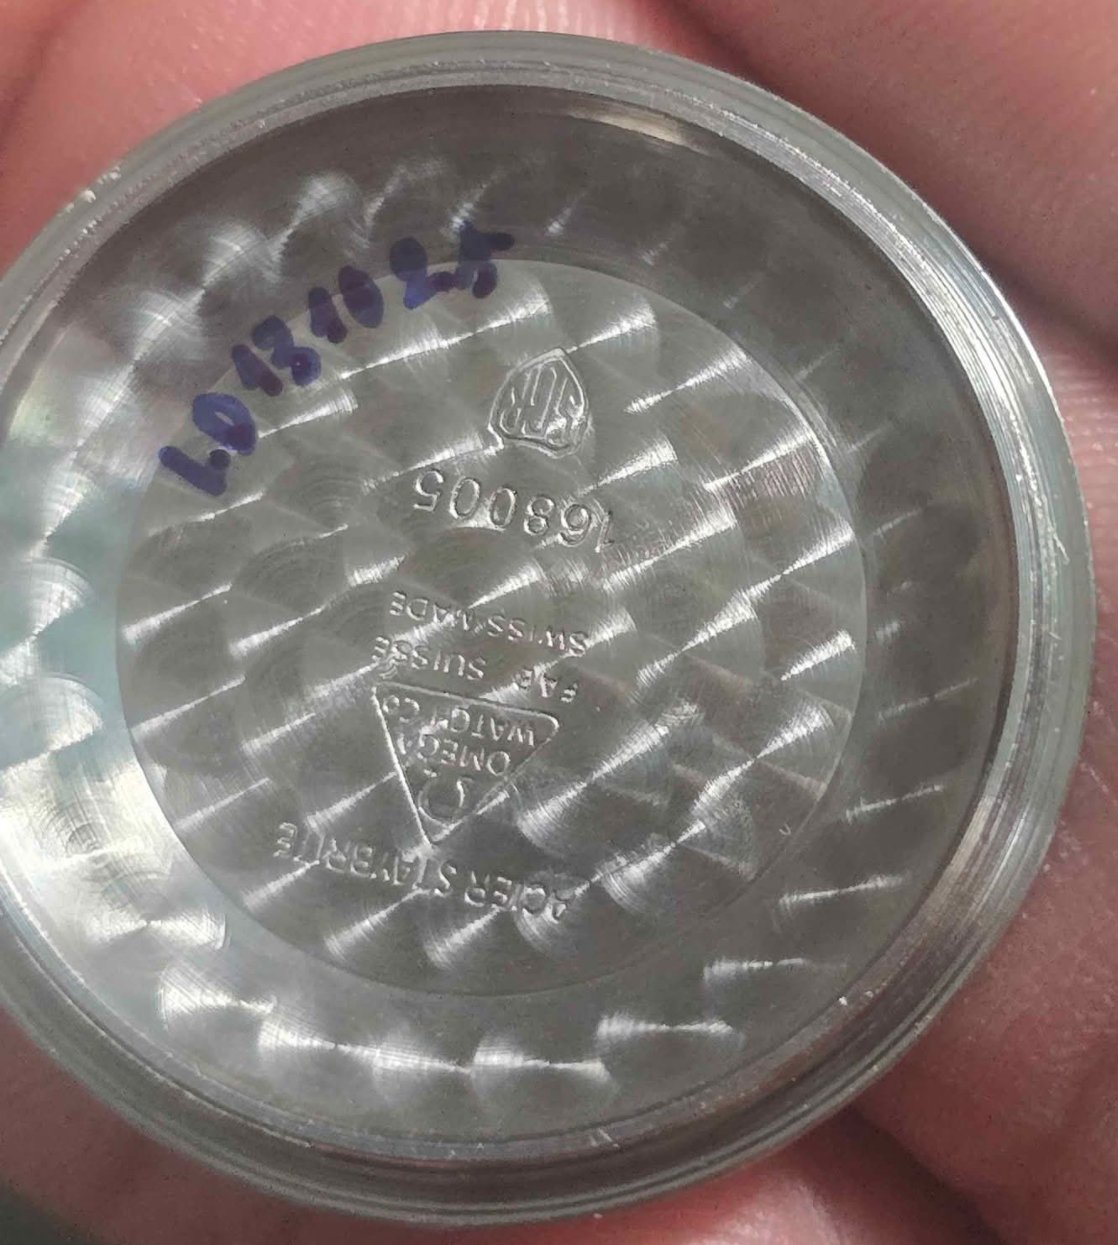 ACIER STAYBRITE
Ω
OMEGA
WATCH Co
FAB. SUISSE
SWISS MADE
168005